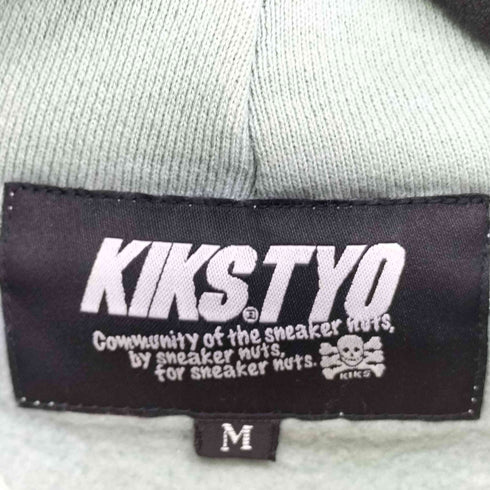 KIKS.TYO
Community of the sneaker nuts,
by sneaker nuts,
for sneaker nuts.
KIKS
M